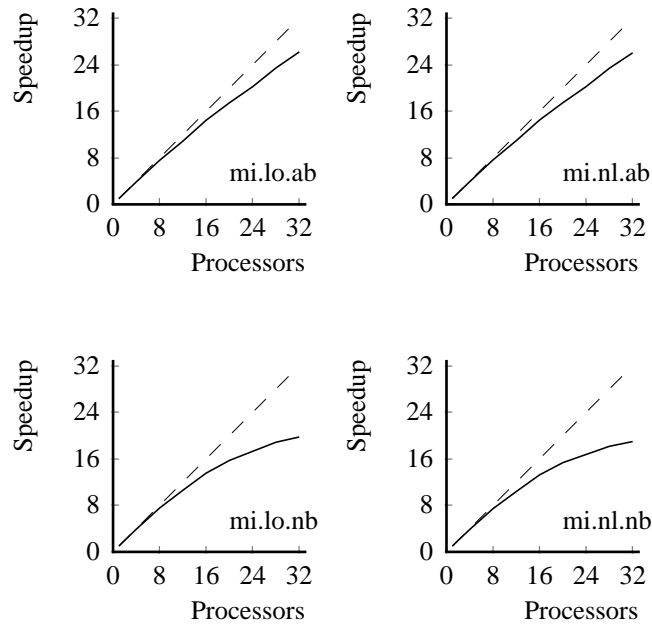 Speedup
32
24
16
8
0
mi.lo.ab
0 8 16 24 32
Processors
Speedup
32
24
16
8
0
mi.nl.ab
0 8 16 24 32
Processors
Speedup
32
24
16
8
0
mi.lo.nb
0 8 16 24 32
Processors
Speedup
32
24
16
8
0
mi.nl.nb
0 8 16 24 32
Processors